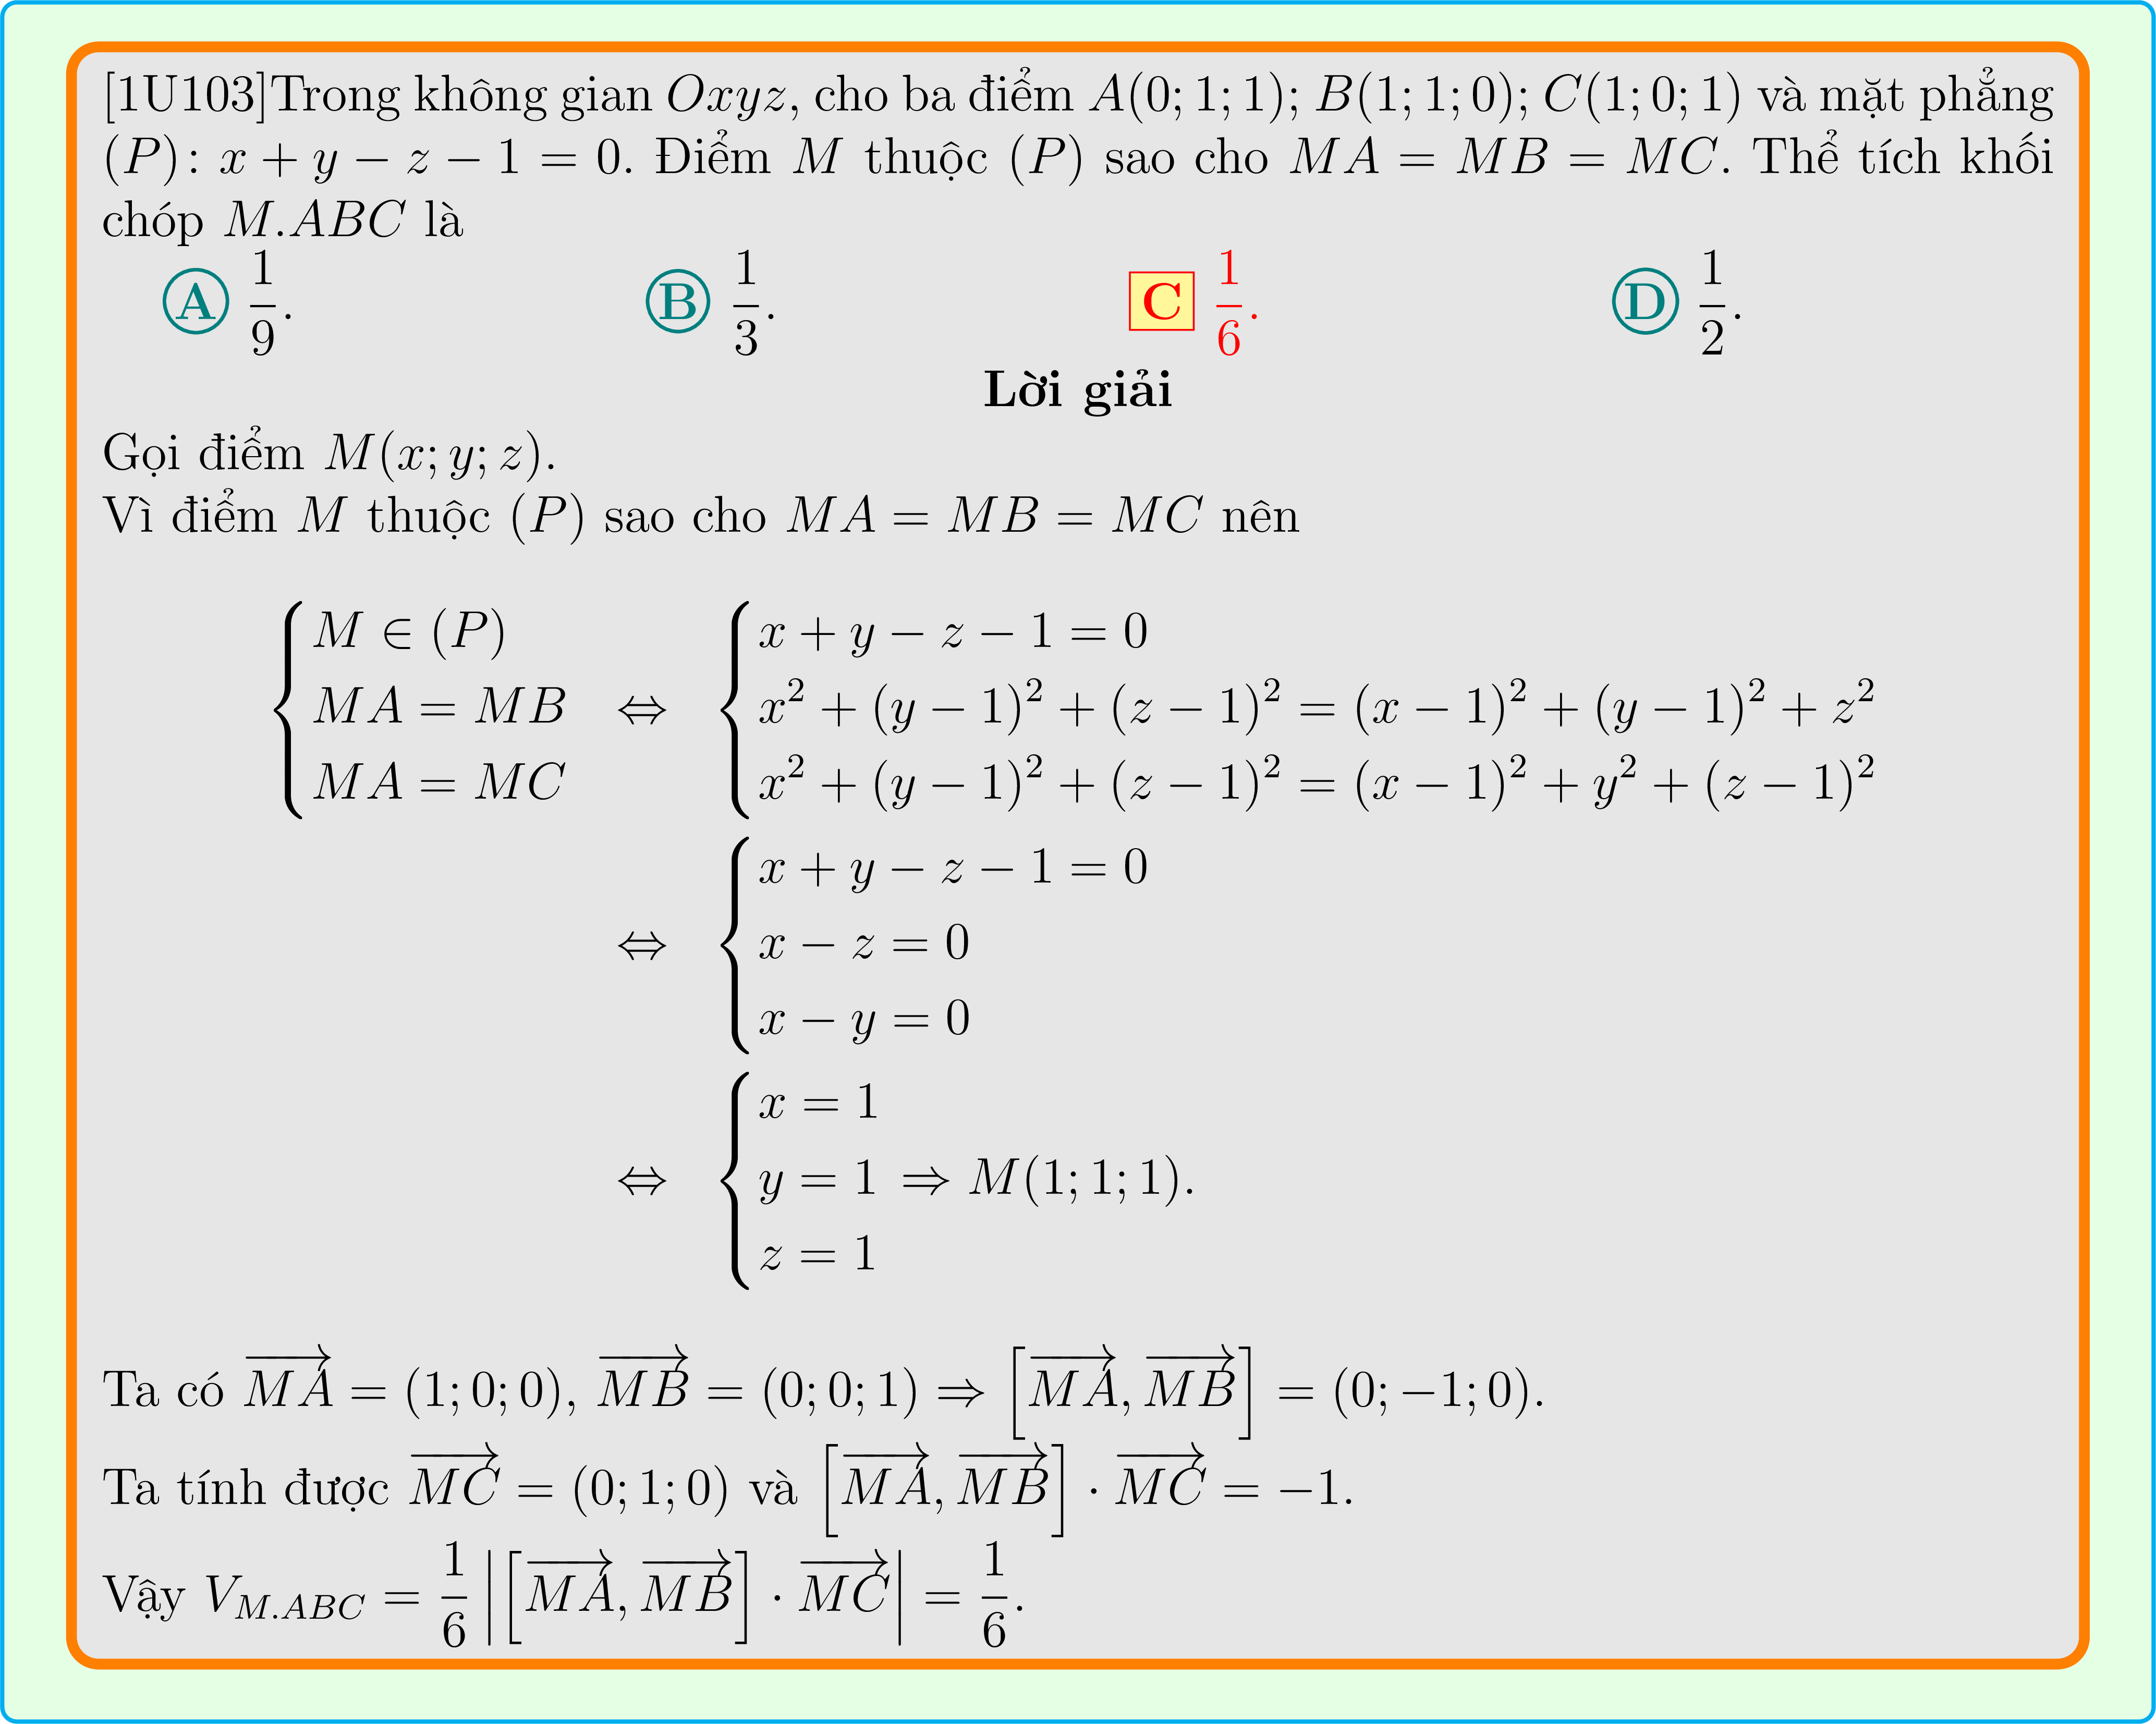 [1U103]Trong không gian $Oxyz$, cho ba điểm $A(0;1;1)$; $B(1;1;0)$; $C(1;0;1)$ và mặt phẳng
$(P)$: $x+y-z-1=0$. Điểm $M$ thuộc $(P)$ sao cho $MA=MB=MC$. Thể tích khối
chóp $M.ABC$ là
A $\frac{1}{9}$. B $\frac{1}{3}$. C $\frac{1}{6}$. D $\frac{1}{2}$.
Lời giải
Gọi điểm $M(x;y;z)$.
Vì điểm $M$ thuộc $(P)$ sao cho $MA=MB=MC$ nên
$\begin{cases} M\in(P) \\ MA=MB \\ MA=MC \end{cases} \Leftrightarrow \begin{cases} x+y-z-1=0 \\ x^2+(y-1)^2+(z-1)^2=(x-1)^2+(y-1)^2+z^2 \\ x^2+(y-1)^2+(z-1)^2=(x-1)^2+y^2+(z-1)^2 \end{cases}$
$\Leftrightarrow \begin{cases} x+y-z-1=0 \\ x-z=0 \\ x-y=0 \end{cases}$
$\Leftrightarrow \begin{cases} x=1 \\ y=1 \\ z=1 \end{cases} \Rightarrow M(1;1;1).$
Ta có $\overrightarrow{MA}=(1;0;0)$, $\overrightarrow{MB}=(0;0;1) \Rightarrow \left[\overrightarrow{MA},\overrightarrow{MB}\right]=(0;-1;0)$.
Ta tính được $\overrightarrow{MC}=(0;1;0)$ và $\left[\overrightarrow{MA},\overrightarrow{MB}\right]\cdot\overrightarrow{MC}=-1$.
Vậy $V_{M.ABC}=\frac{1}{6}\left|\left[\overrightarrow{MA},\overrightarrow{MB}\right]\cdot\overrightarrow{MC}\right|=\frac{1}{6}$.